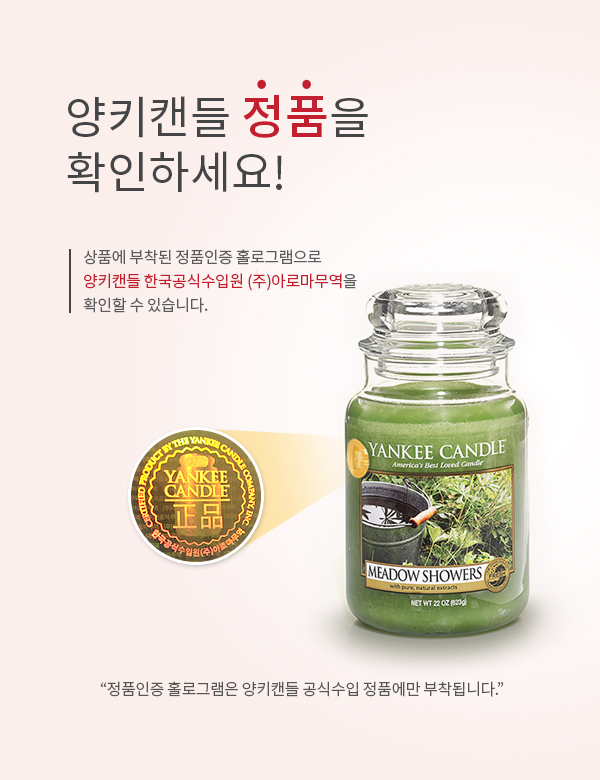 양키캔들 정품을
확인하세요!
상품에 부착된 정품인증 홀로그램으로
양키캔들 한국공식수입원 (주)아로마무역을
확인할 수 있습니다.
CERTIFIED PRODUCT BY THE YANKEE CANDLE COMPANY, INC
YANKEE
CANDLE
正品
한국공식수입원(주)아로마무역
YANKEE CANDLE®
America's Best Loved Candle®
MEADOW SHOWERS
with pure, natural extracts
NET WT 22 OZ (623g)
“정품인증 홀로그램은 양키캔들 공식수입 정품에만 부착됩니다.”